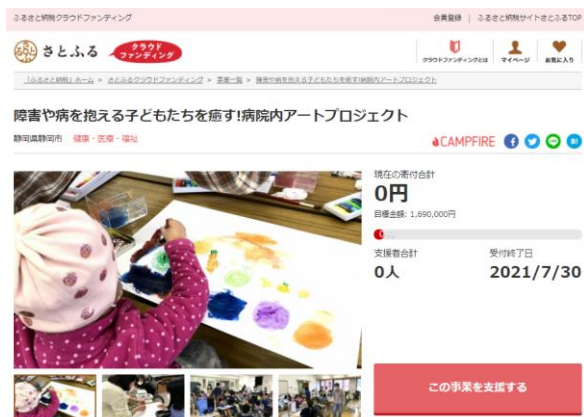 ふるさと納税クラウドファンディング
会員登録 | ふるさと納税サイトさとふるTOP
さとふる クラウドファンディング
クラウドファンディングとは マイページ お気に入り
「ふるさと納税」ホーム > さとふるクラウドファンディング > 事業一覧 > 障害や病を抱える子どもたちを癒す!病院内アートプロジェクト
障害や病を抱える子どもたちを癒す!病院内アートプロジェクト
静岡県静岡市 健康・医療・福祉
CAMPFIRE
現在の寄付合計
0円
目標金額: 1,690,000円
支援者合計 受付終了日
0人 2021/7/30
この事業を支援する